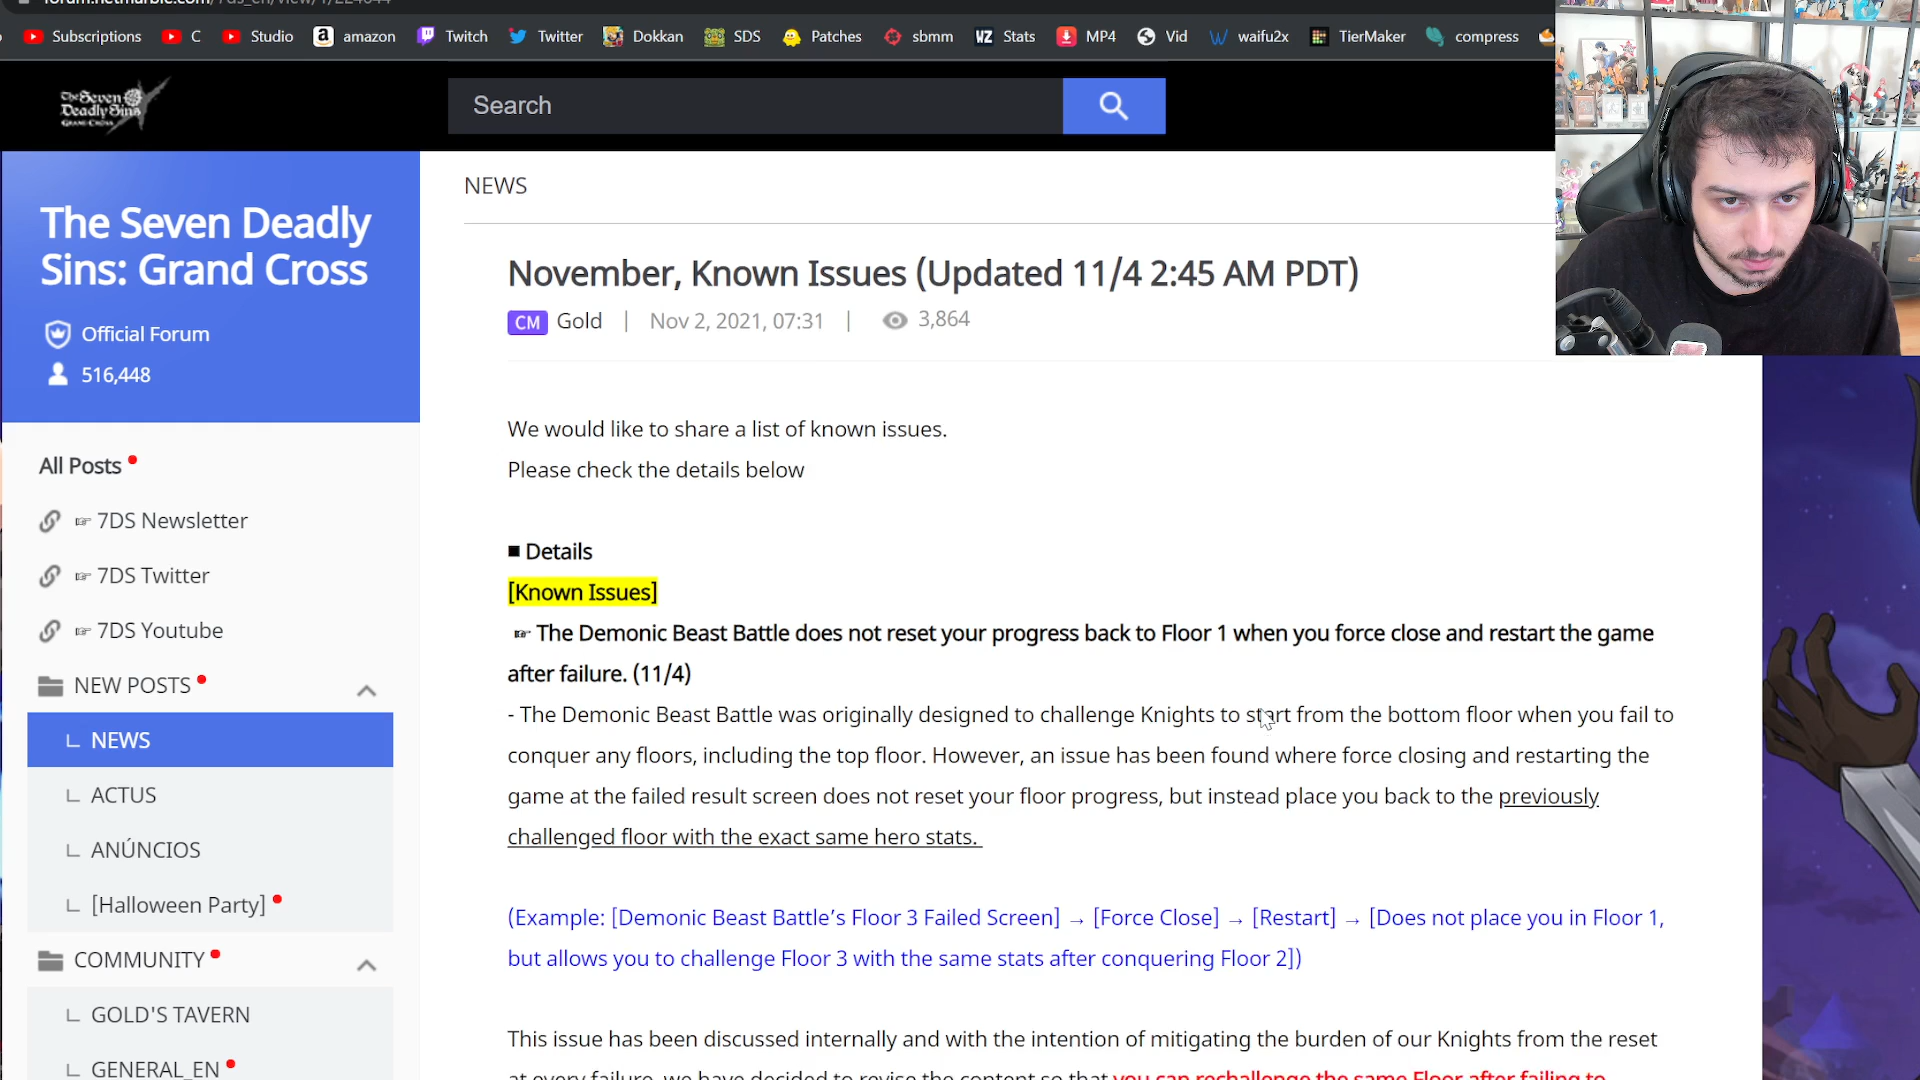 Subscriptions C Studio amazon Twitch Twitter Dokkan SDS Patches sbmm WZ Stats MP4 Vid waifu2x TierMaker compress
The Seven Deadly Sins GRAND CROSS
Search
The Seven Deadly
Sins: Grand Cross
Official Forum
516,448
All Posts
☞ 7DS Newsletter
☞ 7DS Twitter
☞ 7DS Youtube
NEW POSTS
NEWS
ACTUS
ANÚNCIOS
[Halloween Party]
COMMUNITY
GOLD'S TAVERN
GENERAL_EN
NEWS
November, Known Issues (Updated 11/4 2:45 AM PDT)
CM Gold | Nov 2, 2021, 07:31 | 3,864
We would like to share a list of known issues.
Please check the details below
■ Details
[Known Issues]
☞ The Demonic Beast Battle does not reset your progress back to Floor 1 when you force close and restart the game
after failure. (11/4)
- The Demonic Beast Battle was originally designed to challenge Knights to start from the bottom floor when you fail to
conquer any floors, including the top floor. However, an issue has been found where force closing and restarting the
game at the failed result screen does not reset your floor progress, but instead place you back to the previously
challenged floor with the exact same hero stats.
(Example: [Demonic Beast Battle's Floor 3 Failed Screen] → [Force Close] → [Restart] → [Does not place you in Floor 1,
but allows you to challenge Floor 3 with the same stats after conquering Floor 2])
This issue has been discussed internally and with the intention of mitigating the burden of our Knights from the reset
at every failure, we have decided to revise the content so that you can rechallenge the same Floor after failing to